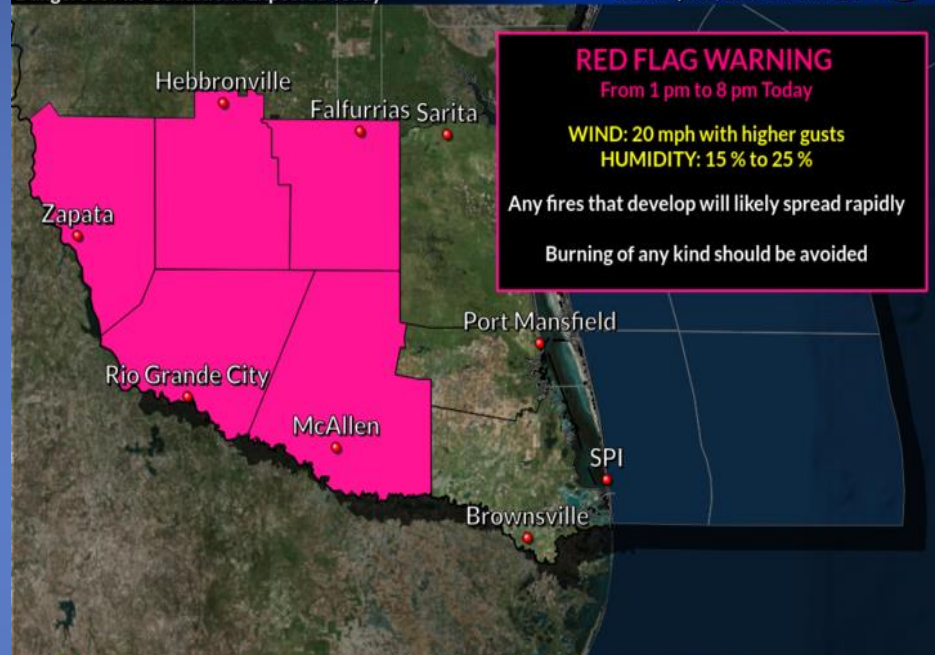 RED FLAG WARNING
From 1 pm to 8 pm Today
WIND: 20 mph with higher gusts
HUMIDITY: 15 % to 25 %
Any fires that develop will likely spread rapidly
Burning of any kind should be avoided
Hebbronville
Falfurrias Sarita
Zapata
Port Mansfield
Rio Grande City
McAllen
SPI
Brownsville